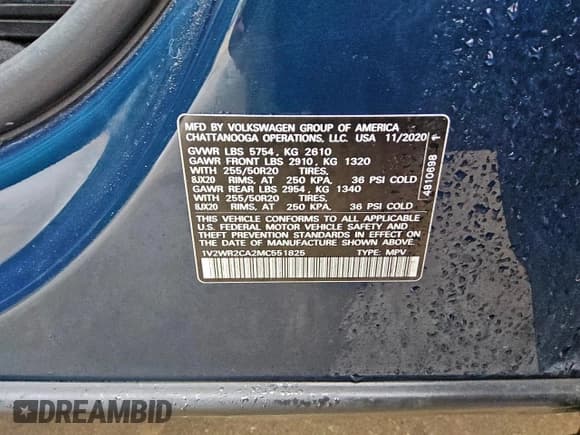 MFD BY VOLKSWAGEN GROUP OF AMERICA
CHATTANOOGA OPERATIONS, LLC. USA 11/2020
GVWR LBS 5754 , KG 2610
GAWR FRONT LBS 2910 , KG 1320
WITH 255/50R20 TIRES,
8JX20 RIMS, AT 250 KPA, 36 PSI COLD
GAWR REAR LBS 2954 , KG 1340
WITH 255/50R20 TIRES,
8JX20 RIMS, AT 250 KPA, 36 PSI COLD
THIS VEHICLE CONFORMS TO ALL APPLICABLE
U.S. FEDERAL MOTOR VEHICLE SAFETY AND
THEFT PREVENTION STANDARDS IN EFFECT ON
THE DATE OF MANUFACTURE SHOWN ABOVE.
1V2WR2CA2MC551825 TYPE: MPV
4810698
DREAMBID